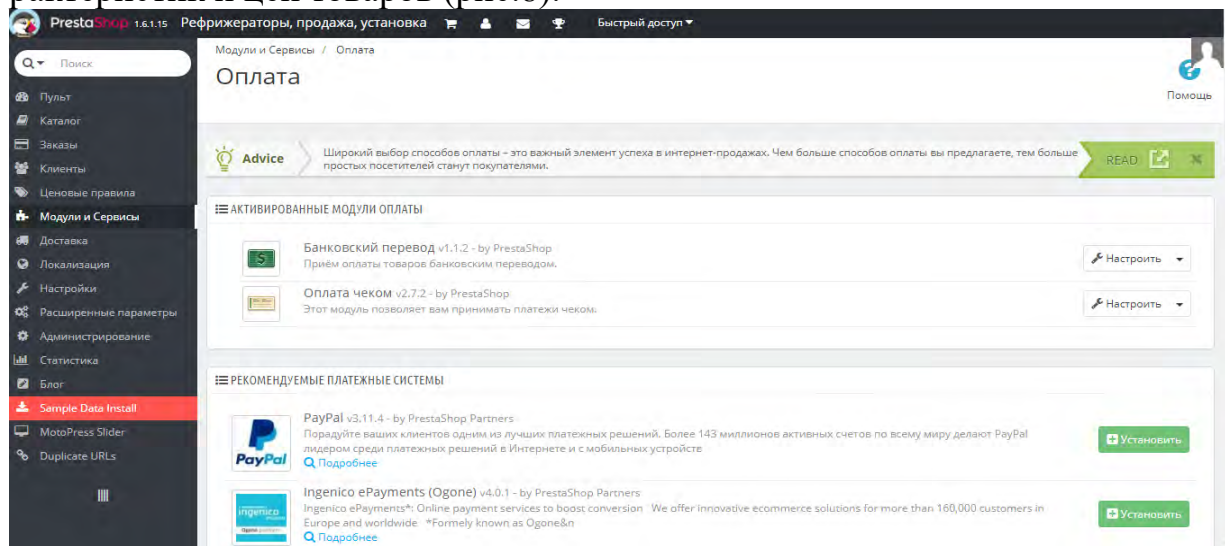 рактеристик и цен товаров (рис.8).
PrestaShop 1.6.1.15 Рефрижераторы, продажа, установка Быстрый доступ
Модули и Сервисы / Оплата
Поиск
Оплата
Помощь
Пульт
Каталог
Заказы
Клиенты
Ценовые правила
Модули и Сервисы
Доставка
Локализация
Настройки
Расширенные параметры
Администрирование
Статистика
Блог
Sample Data Install
MotoPress Slider
Duplicate URLs
Advice
Широкий выбор способов оплаты – это важный элемент успеха в интернет-продажах. Чем больше способов оплаты вы предлагаете, тем больше
простых посетителей станут покупателями.
READ
АКТИВИРОВАННЫЕ МОДУЛИ ОПЛАТЫ
Банковский перевод v1.1.2 - by PrestaShop
Приём оплаты товаров банковским переводом.
Настроить
Оплата чеком v2.7.2 - by PrestaShop
Этот модуль позволяет вам принимать платежи чеком.
Настроить
РЕКОМЕНДУЕМЫЕ ПЛАТЕЖНЫЕ СИСТЕМЫ
PayPal
PayPal v3.11.4 - by PrestaShop Partners
Порадуйте ваших клиентов одним из лучших платежных решений. Более 143 миллионов активных счетов по всему миру делают PayPal
лидером среди платежных решений в Интернете и с мобильных устройств
Подробнее
Установить
ingenico
Ingenico ePayments (Ogone) v4.0.1 - by PrestaShop Partners
Ingenico ePayments*: Online payment services to boost conversion We offer innovative ecommerce solutions for more than 160,000 customers in
Europe and worldwide *Formely known as Ogone&n
Подробнее
Установить